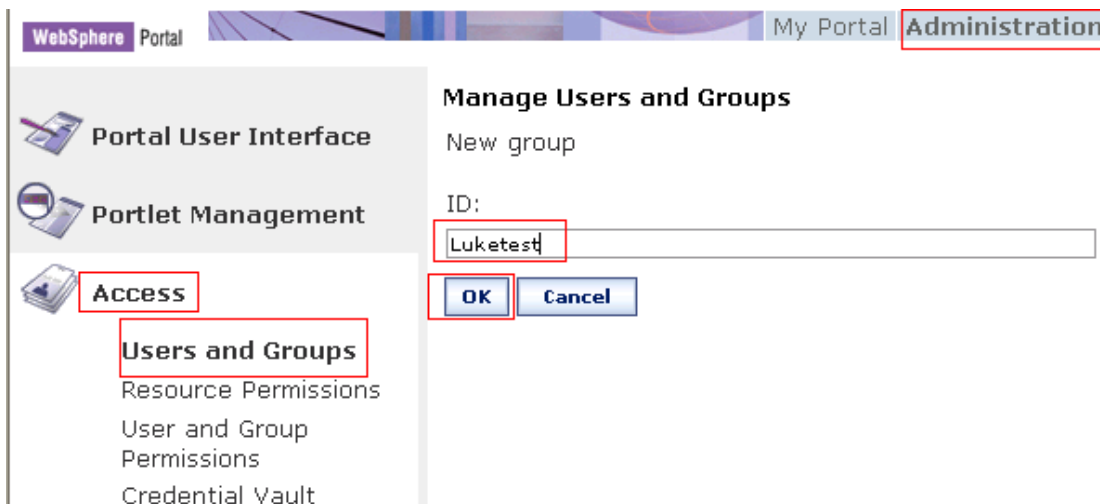 WebSphere Portal
My Portal Administration
Portal User Interface
Portlet Management
Access
Users and Groups
Resource Permissions
User and Group
Permissions
Credential Vault
Manage Users and Groups
New group
ID:
Luketest
OK Cancel